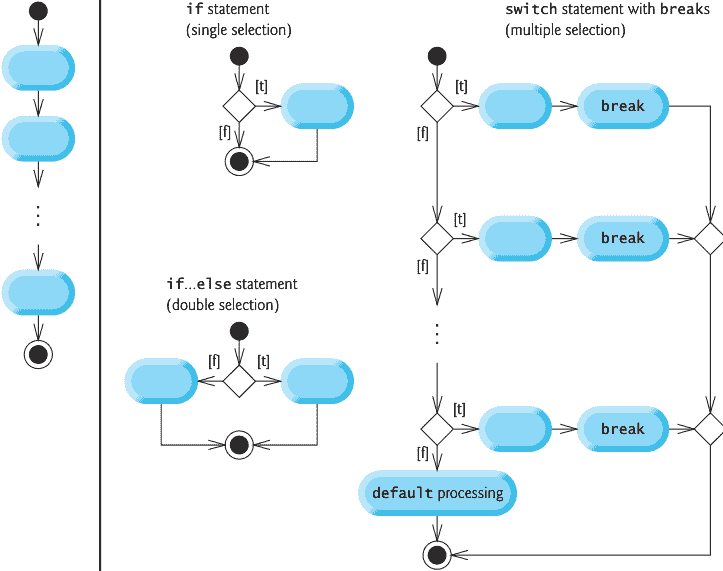 if statement
(single selection)
[t]
[f]
if...else statement
(double selection)
[f]
[t]
switch statement with breaks
(multiple selection)
[t]
break
[f]
[t]
break
[f]
[t]
break
[f]
default processing